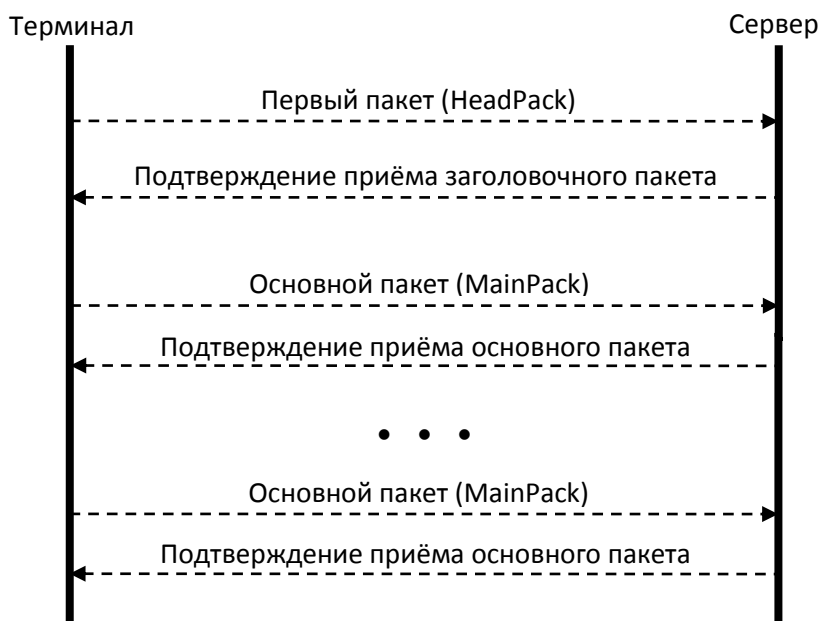 Терминал
Сервер
Первый пакет (HeadPack)
Подтверждение приёма заголовочного пакета
Основной пакет (MainPack)
Подтверждение приёма основного пакета
• • •
Основной пакет (MainPack)
Подтверждение приёма основного пакета